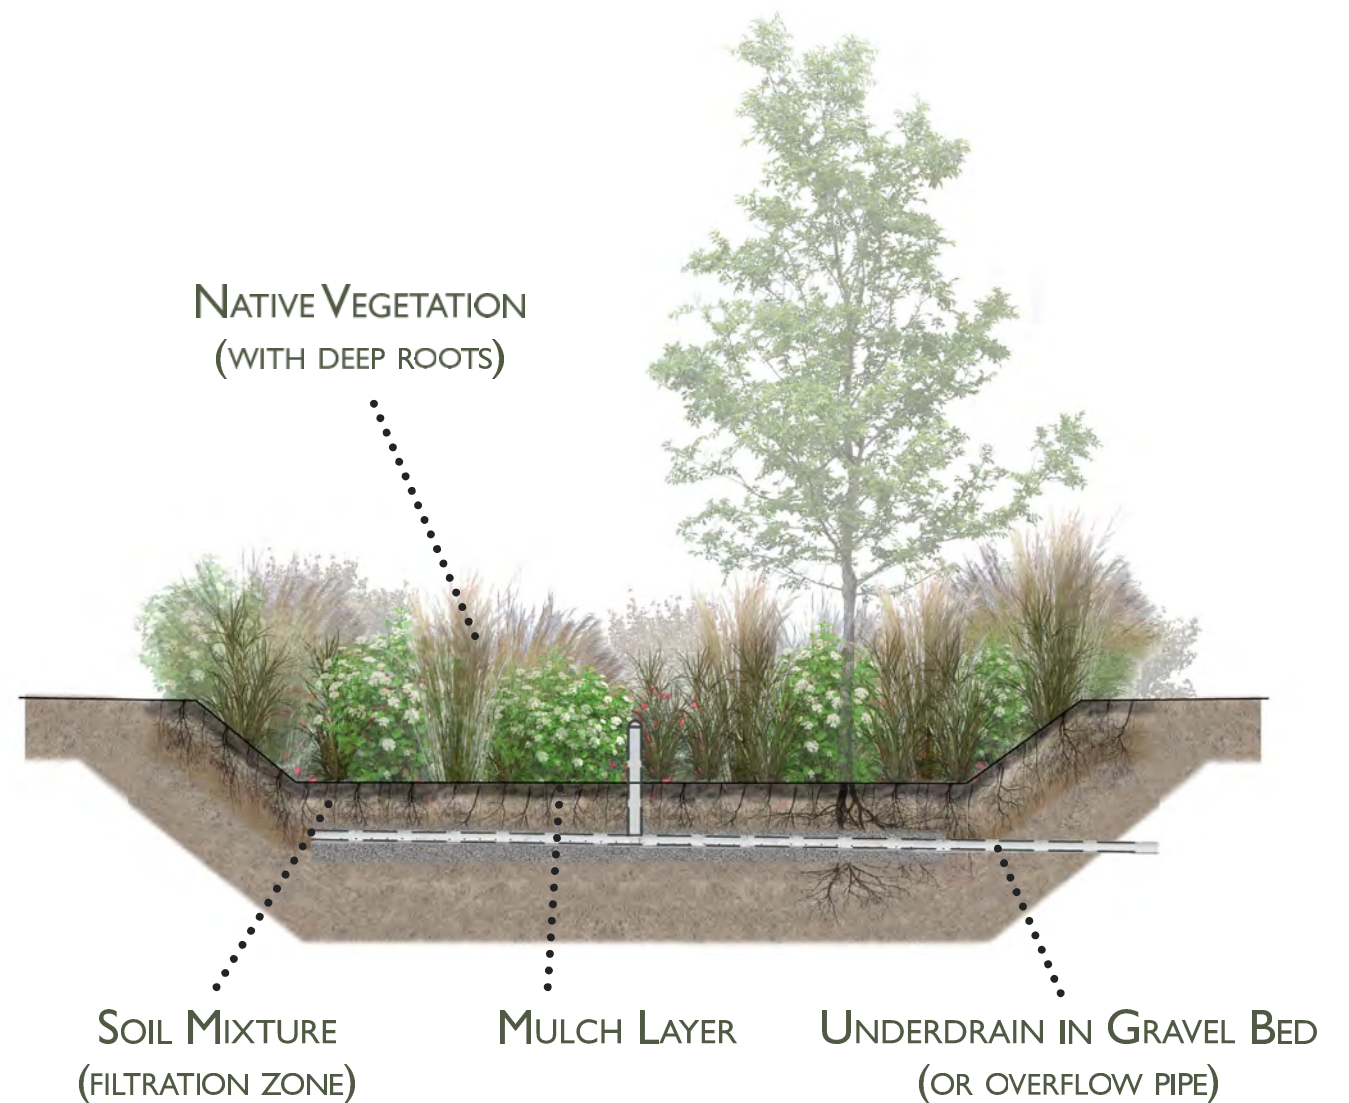 NATIVE VEGETATION
(WITH DEEP ROOTS)
SOIL MIXTURE
(FILTRATION ZONE)
MULCH LAYER
UNDERDRAIN IN GRAVEL BED
(OR OVERFLOW PIPE)